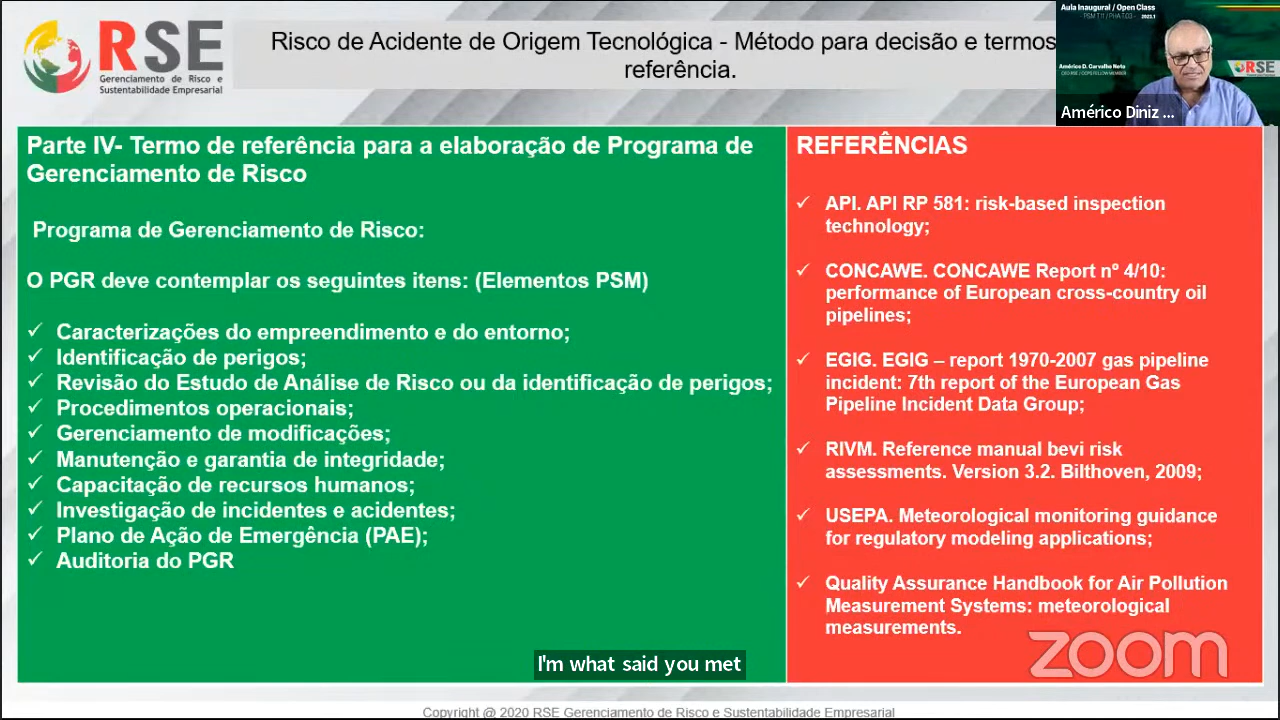 RSE
Gerenciamento de Risco e
Sustentabilidade Empresarial
Risco de Acidente de Origem Tecnológica - Método para decisão e termos
referência.
Aula Inaugural / Open Class
2023.1
Américo D. Carvalho Neto
RSE
Américo Diniz ...
Parte IV- Termo de referência para a elaboração de Programa de
Gerenciamento de Risco
Programa de Gerenciamento de Risco:
O PGR deve contemplar os seguintes itens: (Elementos PSM)
✓ Caracterizações do empreendimento e do entorno;
✓ Identificação de perigos;
✓ Revisão do Estudo de Análise de Risco ou da identificação de perigos;
✓ Procedimentos operacionais;
✓ Gerenciamento de modificações;
✓ Manutenção e garantia de integridade;
✓ Capacitação de recursos humanos;
✓ Investigação de incidentes e acidentes;
✓ Plano de Ação de Emergência (PAE);
✓ Auditoria do PGR
REFERÊNCIAS
✓ API. API RP 581: risk-based inspection
technology;
✓ CONCAWE. CONCAWE Report nº 4/10:
performance of European cross-country oil
pipelines;
✓ EGIG. EGIG – report 1970-2007 gas pipeline
incident: 7th report of the European Gas
Pipeline Incident Data Group;
✓ RIVM. Reference manual bevi risk
assessments. Version 3.2. Bilthoven, 2009;
✓ USEPA. Meteorological monitoring guidance
for regulatory modeling applications;
✓ Quality Assurance Handbook for Air Pollution
Measurement Systems: meteorological
measurements.
zoom
I'm what said you met
Copyright @ 2020 RSE Gerenciamento de Risco e Sustentabilidade Empresarial